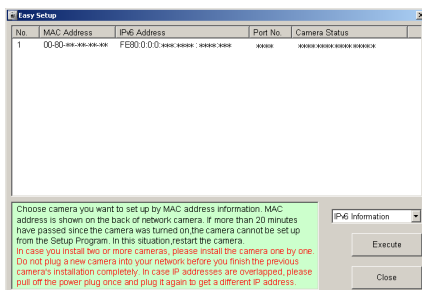 Easy Setup
No. MAC Address IPv6 Address Port No. Camera Status
1 00-80-**-**-**-** FE80:0:0:0:***:****:****:*** **** ****:****:****:****:*
Choose camera you want to set up by MAC address information. MAC
address is shown on the back of network camera. If more than 20 minutes
have passed since the camera was turned on,the camera cannot be set up
from the Setup Program. In this situation,restart the camera.
In case you install two or more cameras, please install the camera one by one.
Do not plug a new camera into your network before you finish the previous
camera's installation completely. In case IP addresses are overlapped, please
pull off the power plug once and plug it again to get a different IP address.
IPv6 Information
Execute
Close